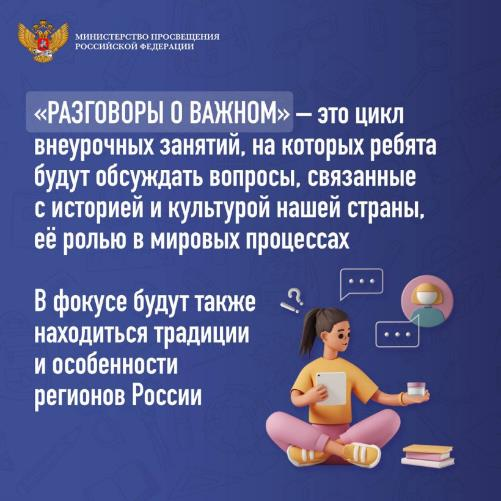 МИНИСТЕРСТВО ПРОСВЕЩЕНИЯ
РОССИЙСКОЙ ФЕДЕРАЦИИ
«РАЗГОВОРЫ О ВАЖНОМ» – это цикл
внеурочных занятий, на которых ребята
будут обсуждать вопросы, связанные
с историей и культурой нашей страны,
её ролью в мировых процессах
В фокусе будут также
находиться традиции
и особенности
регионов России
!?